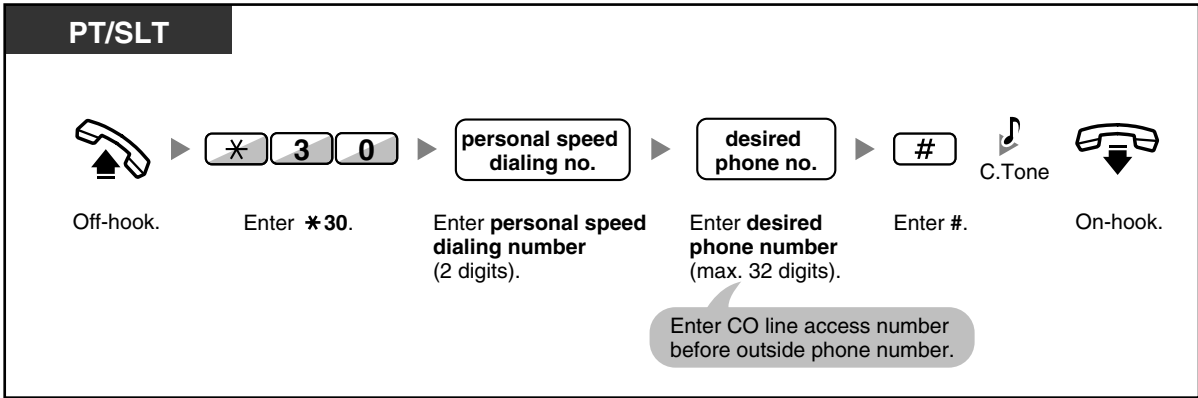 PT/SLT
✳ 3 0
personal speed
dialing no.
desired
phone no.
#
C.Tone
Off-hook.
Enter ✳30.
Enter personal speed
dialing number
(2 digits).
Enter desired
phone number
(max. 32 digits).
Enter #.
On-hook.
Enter CO line access number
before outside phone number.